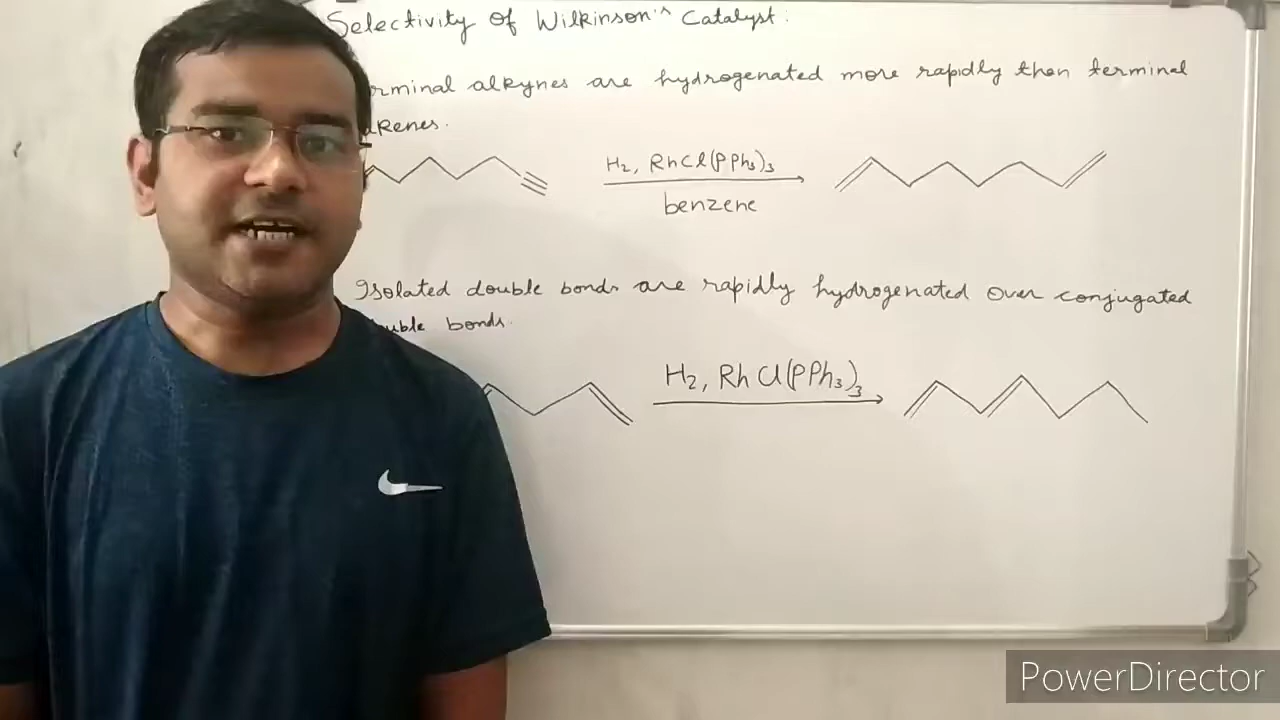 Selectivity of Wilkinson's Catalyst:
rminal alkynes are hydrogenated more rapidly then terminal
kenes.
H2, RhCl(PPh3)3
benzene
Isolated double bonds are rapidly hydrogenated over conjugated
uble bonds.
H2, RhCl(PPh3)3
PowerDirector